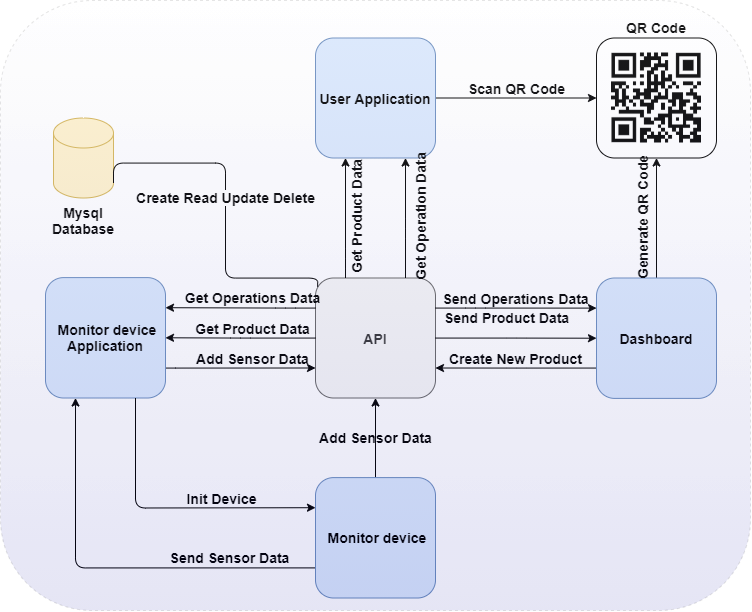 QR Code
User Application
Scan QR Code
Mysql
Database
Create Read Update Delete
Get Product Data
Get Operation Data
Generate QR Code
Monitor device
Application
Get Operations Data
Get Product Data
Add Sensor Data
API
Send Operations Data
Send Product Data
Create New Product
Dashboard
Add Sensor Data
Init Device
Monitor device
Send Sensor Data